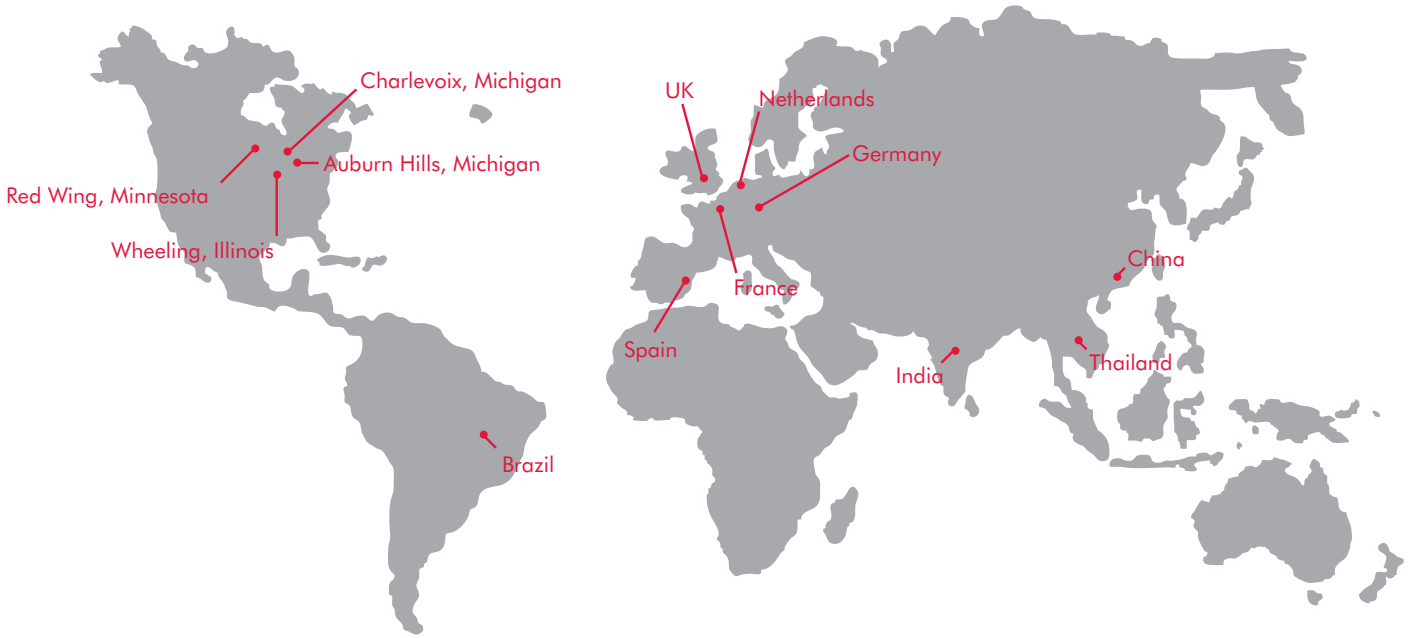 Charlevoix, Michigan
Auburn Hills, Michigan
Red Wing, Minnesota
Wheeling, Illinois
UK
Netherlands
Germany
France
Spain
China
Thailand
India
Brazil